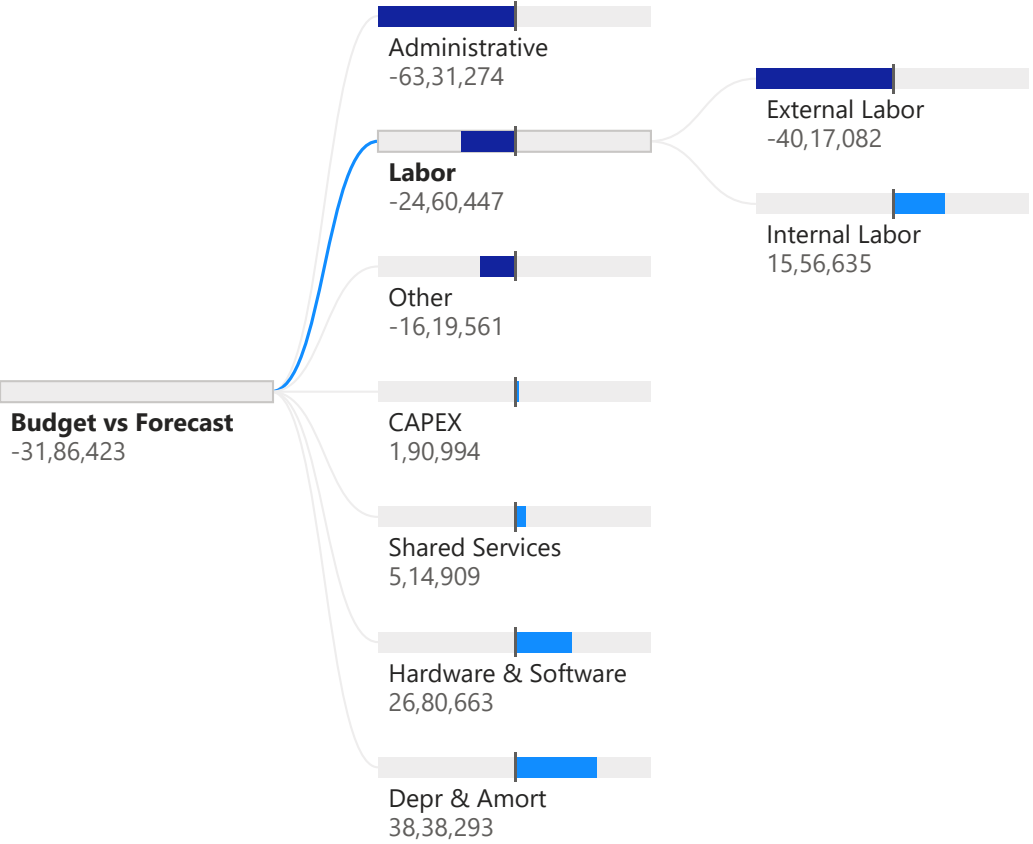 Budget vs Forecast
-31,86,423
Administrative
-63,31,274
Labor
-24,60,447
Other
-16,19,561
CAPEX
1,90,994
Shared Services
5,14,909
Hardware & Software
26,80,663
Depr & Amort
38,38,293
External Labor
-40,17,082
Internal Labor
15,56,635